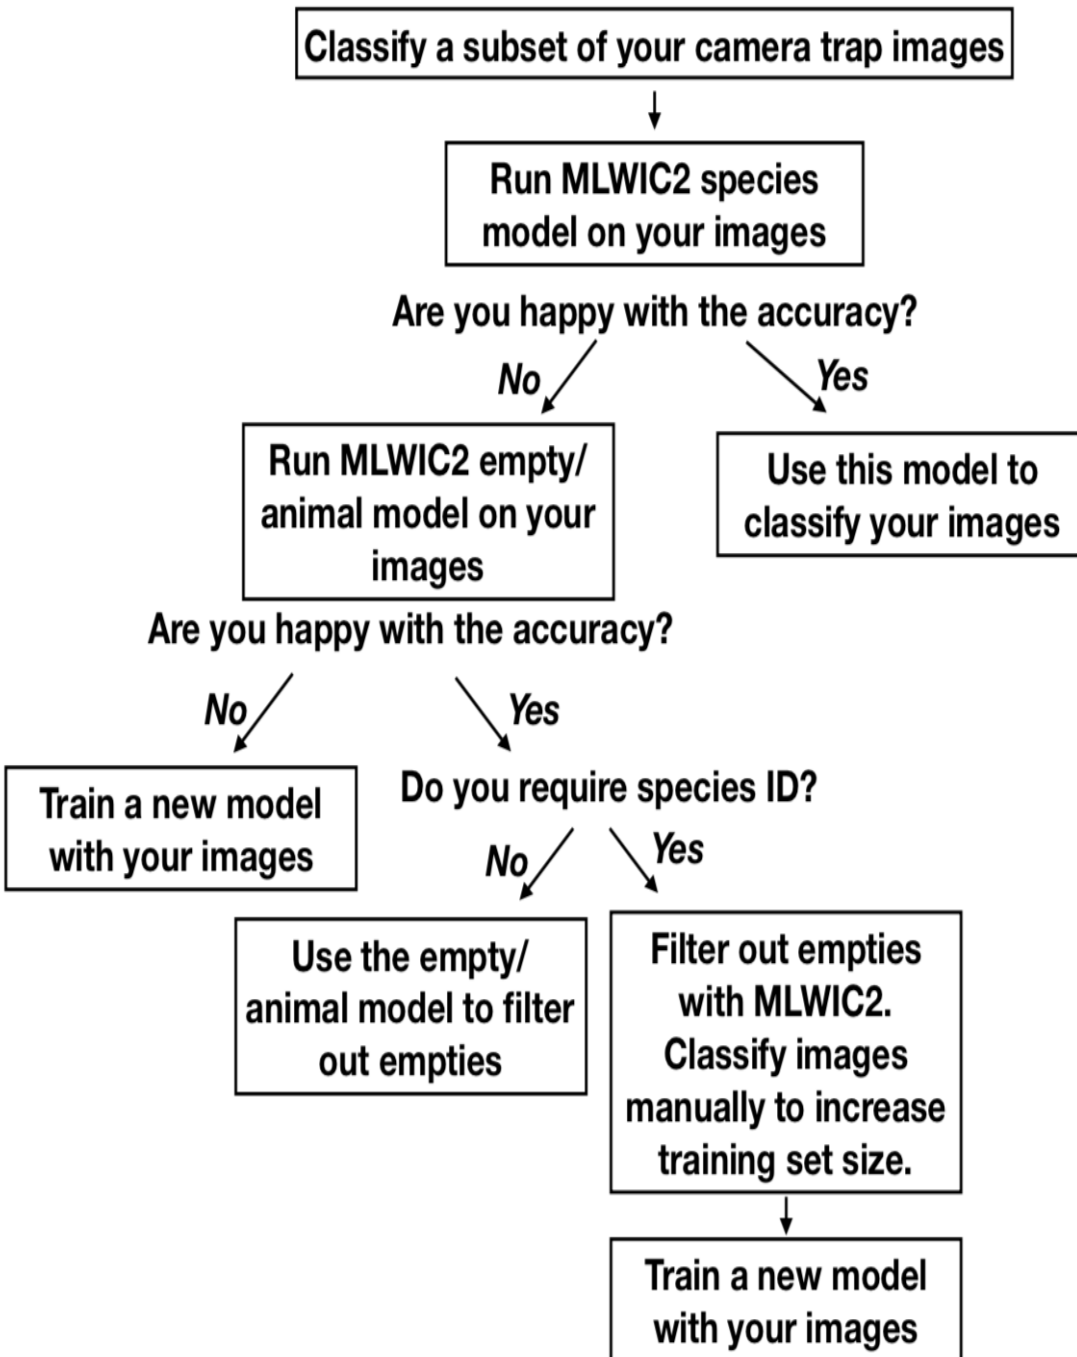 Classify a subset of your camera trap images
Run MLWIC2 species
model on your images
Are you happy with the accuracy?
No
Yes
Run MLWIC2 empty/
animal model on your
images
Use this model to
classify your images
Are you happy with the accuracy?
No
Yes
Train a new model
with your images
Do you require species ID?
No
Yes
Use the empty/
animal model to filter
out empties
Filter out empties
with MLWIC2.
Classify images
manually to increase
training set size.
Train a new model
with your images